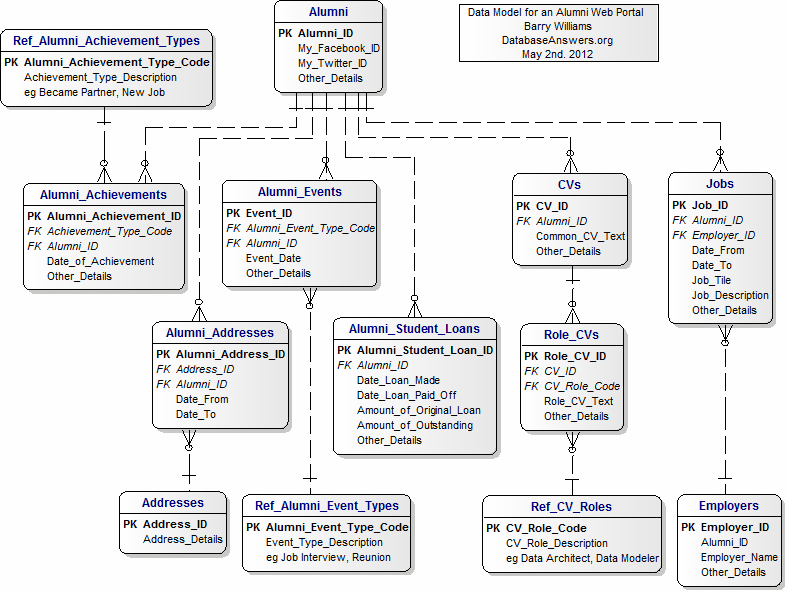 Alumni
PK Alumni_ID
My_Facebook_ID
My_Twitter_ID
Other_Details
Data Model for an Alumni Web Portal
Barry Williams
DatabaseAnswers.org
May 2nd. 2012
Ref_Alumni_Achievement_Types
PK Alumni_Achievement_Type_Code
Achievement_Type_Description
eg Became Partner, New Job
Alumni_Achievements
PK Alumni_Achievement_ID
FK Achievement_Type_Code
FK Alumni_ID
Date_of_Achievement
Other_Details
Alumni_Events
PK Event_ID
FK Alumni_Event_Type_Code
FK Alumni_ID
Event_Date
Other_Details
CVs
PK CV_ID
FK Alumni_ID
Common_CV_Text
Other_Details
Jobs
PK Job_ID
FK Alumni_ID
FK Employer_ID
Date_From
Date_To
Job_Tile
Job_Description
Other_Details
Alumni_Addresses
PK Alumni_Address_ID
FK Address_ID
FK Alumni_ID
Date_From
Date_To
Alumni_Student_Loans
PK Alumni_Student_Loan_ID
FK Alumni_ID
Date_Loan_Made
Date_Loan_Paid_Off
Amount_of_Original_Loan
Amount_of_Outstanding
Other_Details
Role_CVs
PK Role_CV_ID
FK CV_ID
FK CV_Role_Code
Role_CV_Text
Other_Details
Addresses
PK Address_ID
Address_Details
Ref_Alumni_Event_Types
PK Alumni_Event_Type_Code
Event_Type_Description
eg Job Interview, Reunion
Ref_CV_Roles
PK CV_Role_Code
CV_Role_Description
eg Data Architect, Data Modeler
Employers
PK Employer_ID
Alumni_ID
Employer_Name
Other_Details